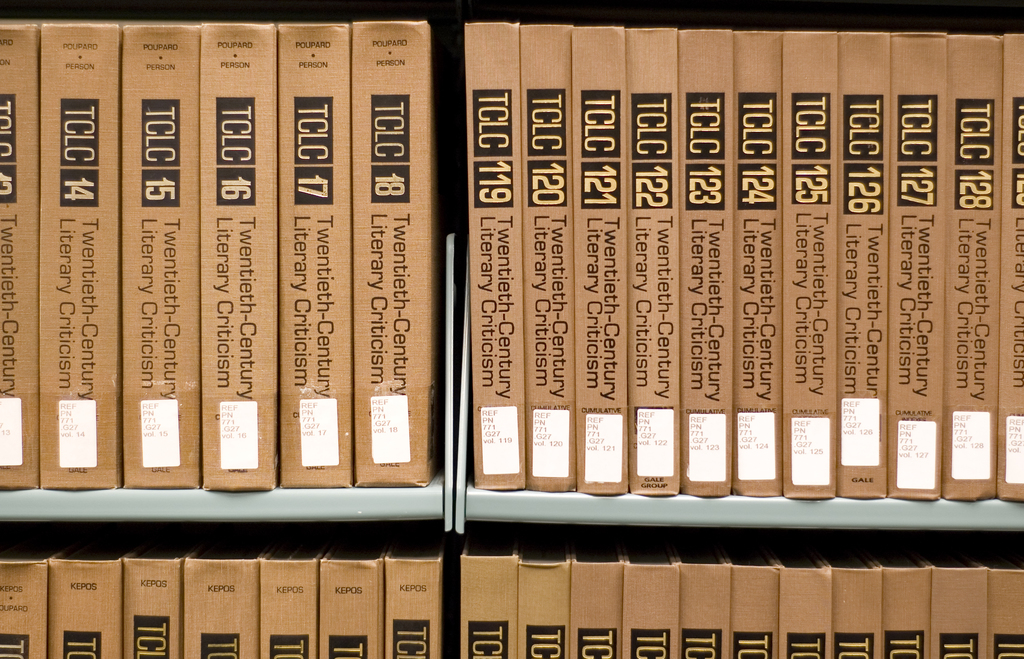 POUPARD
•
PERSON
TCLC
14
Twentieth-Century
Literary Criticism
REF
PN
771
.G27
vol. 14
GALE
POUPARD
•
PERSON
TCLC
15
Twentieth-Century
Literary Criticism
REF
PN
771
.G27
vol. 15
POUPARD
•
PERSON
TCLC
16
Twentieth-Century
Literary Criticism
REF
PN
771
.G27
vol. 16
POUPARD
•
PERSON
TCLC
17
Twentieth-Century
Literary Criticism
REF
PN
771
.G27
vol. 17
GALE
POUPARD
•
PERSON
TCLC
18
Twentieth-Century
Literary Criticism
REF
PN
771
.G27
vol. 18
TCLC
119
Twentieth-Century
Literary Criticism
REF
PN
771
.G27
vol. 119
TCLC
120
Twentieth-Century
Literary Criticism
CUMULATIVE
REF
PN
771
.G27
vol. 120
TCLC
121
Twentieth-Century
Literary Criticism
CUMULATIVE
REF
PN
771
.G27
vol. 121
TCLC
122
Twentieth-Century
Literary Criticism
REF
PN
771
.G27
vol. 122
GALE
GROUP
TCLC
123
Twentieth-Century
Literary Criticism
CUMULATIVE
REF
PN
771
.G27
vol. 123
TCLC
124
Twentieth-Century
Literary Criticism
CUMULATIVE
REF
PN
771
.G27
vol. 124
TCLC
125
Twentieth-Century
Literary Criticism
CUMULATIVE
REF
PN
771
.G27
vol. 125
TCLC
126
Twentieth-Century
Literary Criticism
REF
PN
771
.G27
vol. 126
GALE
TCLC
127
Twentieth-Century
Literary Criticism
CUMULATIVE
REF
PN
771
.G27
vol. 127
TCLC
128
Twentieth-Century
Literary Criticism
REF
PN
771
.G27
vol. 128
KEPOS
POUPARD
KEPOS
KEPOS
KEPOS
KEPOS
KEPOS
KEPOS